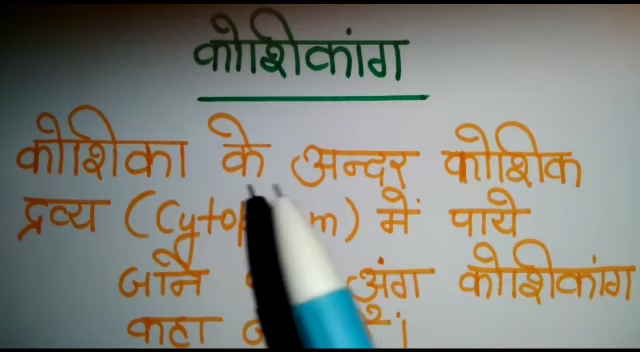 कोशिकांग
कोशिका के अन्दर कोशिक
द्रव्य में पाये
जाने अंग कोशिकांग
कहा